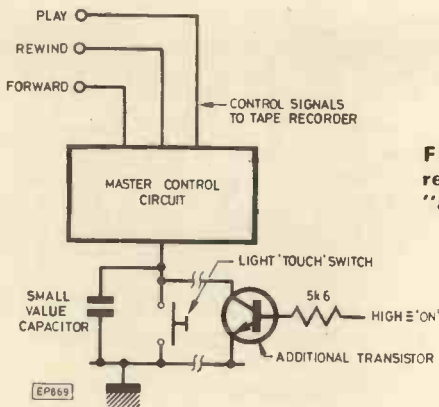 PLAY
REWIND
FORWARD
CONTROL SIGNALS
TO TAPE RECORDER
F
re
"a
MASTER CONTROL
CIRCUIT
LIGHT 'TOUCH' SWITCH
SMALL
VALUE
CAPACITOR
5k6
HIGH ≡ 'ON'
ADDITIONAL TRANSISTOR
EP869